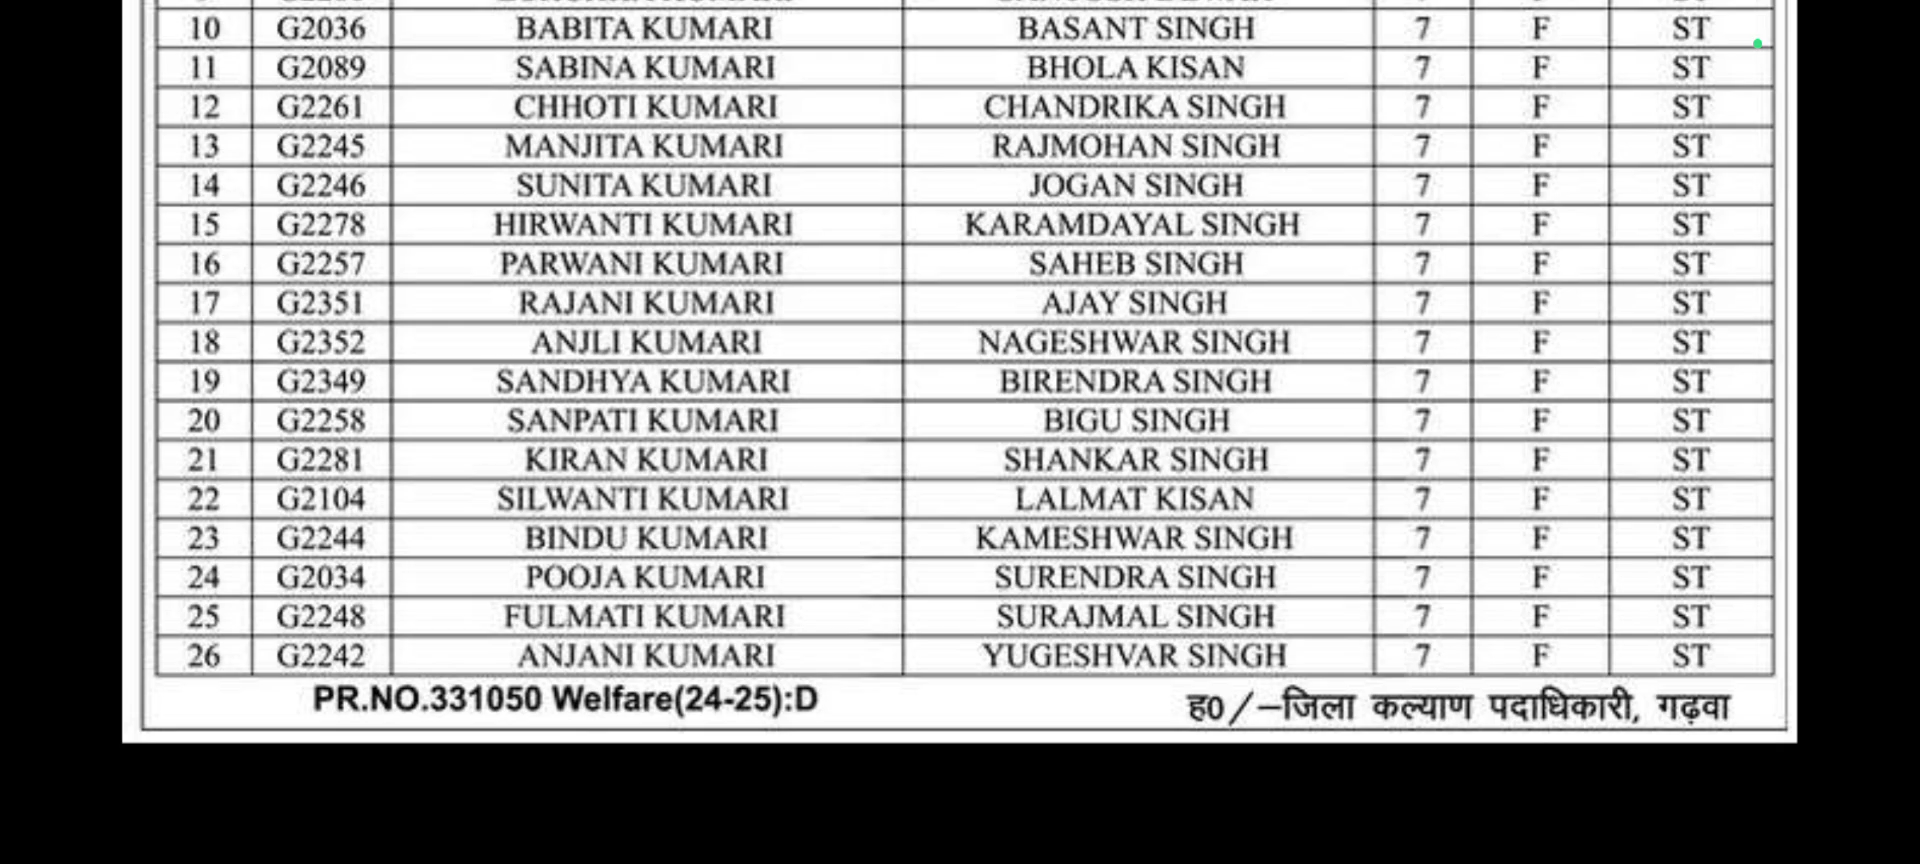 10 G2036 BABITA KUMARI BASANT SINGH 7 F ST
11 G2089 SABINA KUMARI BHOLA KISAN 7 F ST
12 G2261 CHHOTI KUMARI CHANDRIKA SINGH 7 F ST
13 G2245 MANJITA KUMARI RAJMOHAN SINGH 7 F ST
14 G2246 SUNITA KUMARI JOGAN SINGH 7 F ST
15 G2278 HIRWANTI KUMARI KARAMDAYAL SINGH 7 F ST
16 G2257 PARWANI KUMARI SAHEB SINGH 7 F ST
17 G2351 RAJANI KUMARI AJAY SINGH 7 F ST
18 G2352 ANJLI KUMARI NAGESHWAR SINGH 7 F ST
19 G2349 SANDHYA KUMARI BIRENDRA SINGH 7 F ST
20 G2258 SANPATI KUMARI BIGU SINGH 7 F ST
21 G2281 KIRAN KUMARI SHANKAR SINGH 7 F ST
22 G2104 SILWANTI KUMARI LALMAT KISAN 7 F ST
23 G2244 BINDU KUMARI KAMESHWAR SINGH 7 F ST
24 G2034 POOJA KUMARI SURENDRA SINGH 7 F ST
25 G2248 FULMATI KUMARI SURAJMAL SINGH 7 F ST
26 G2242 ANJANI KUMARI YUGESHVAR SINGH 7 F ST
PR.NO.331050 Welfare(24-25):D ह0/–जिला कल्याण पदाधिकारी, गढ़वा